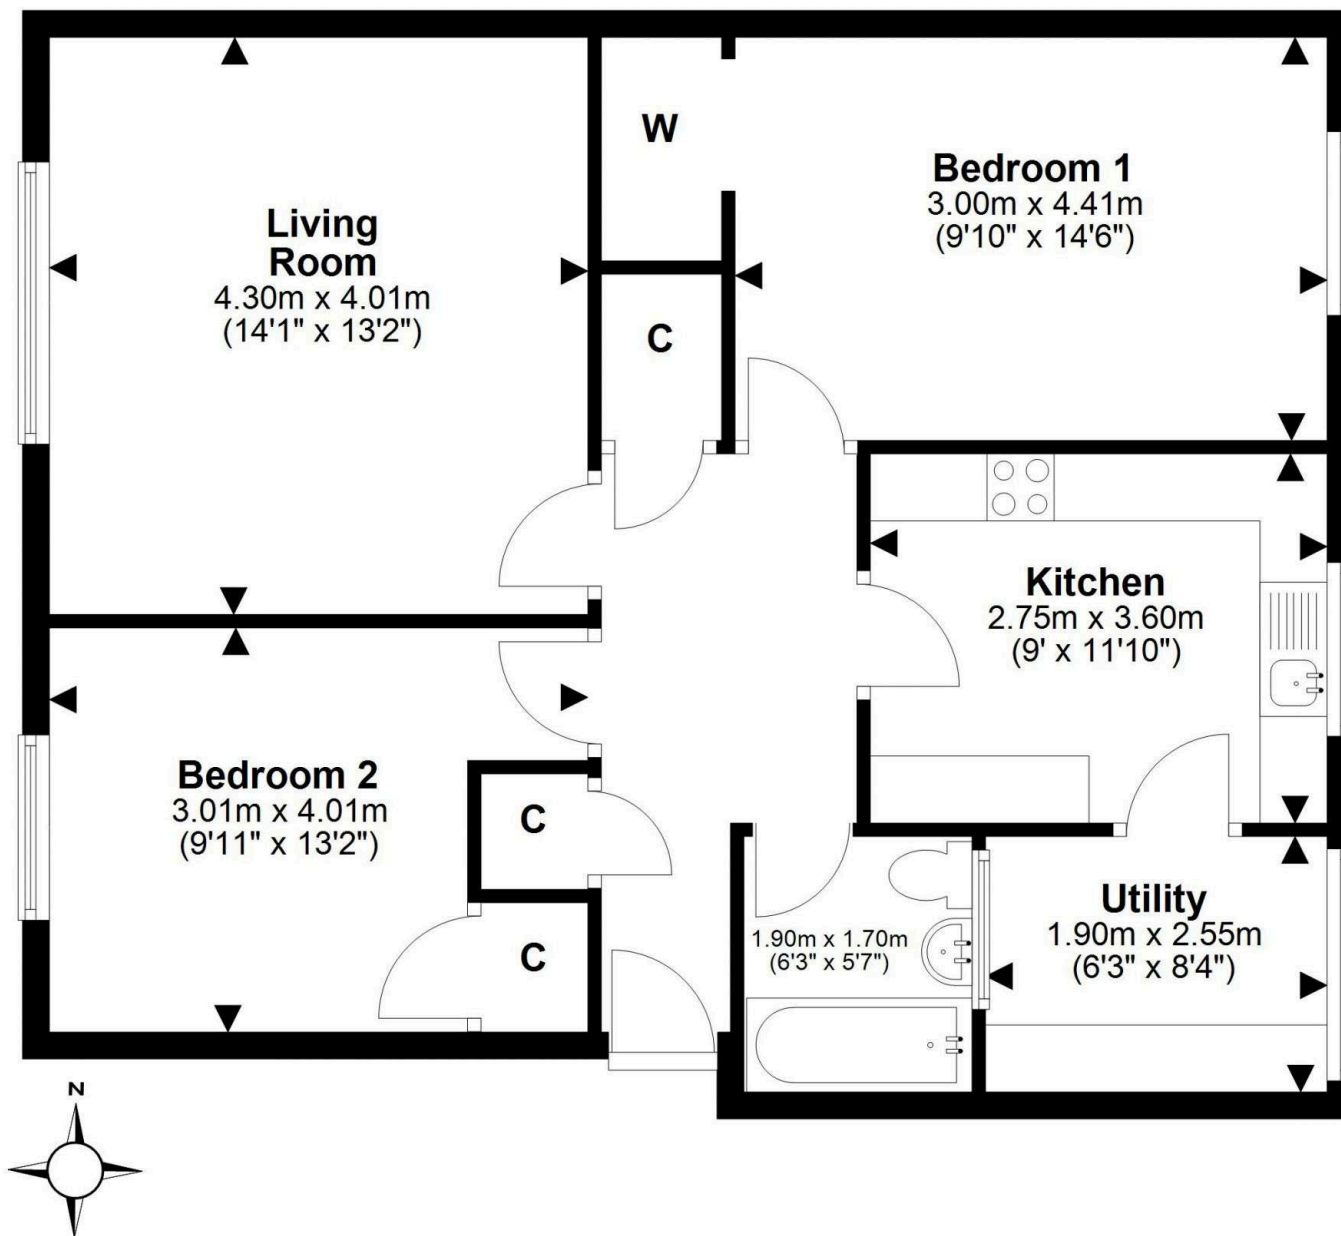 Living
Room
4.30m x 4.01m
(14'1" x 13'2")
W
Bedroom 1
3.00m x 4.41m
(9'10" x 14'6")
C
Kitchen
2.75m x 3.60m
(9' x 11'10")
Bedroom 2
3.01m x 4.01m
(9'11" x 13'2")
C
C
1.90m x 1.70m
(6'3" x 5'7")
Utility
1.90m x 2.55m
(6'3" x 8'4")
N